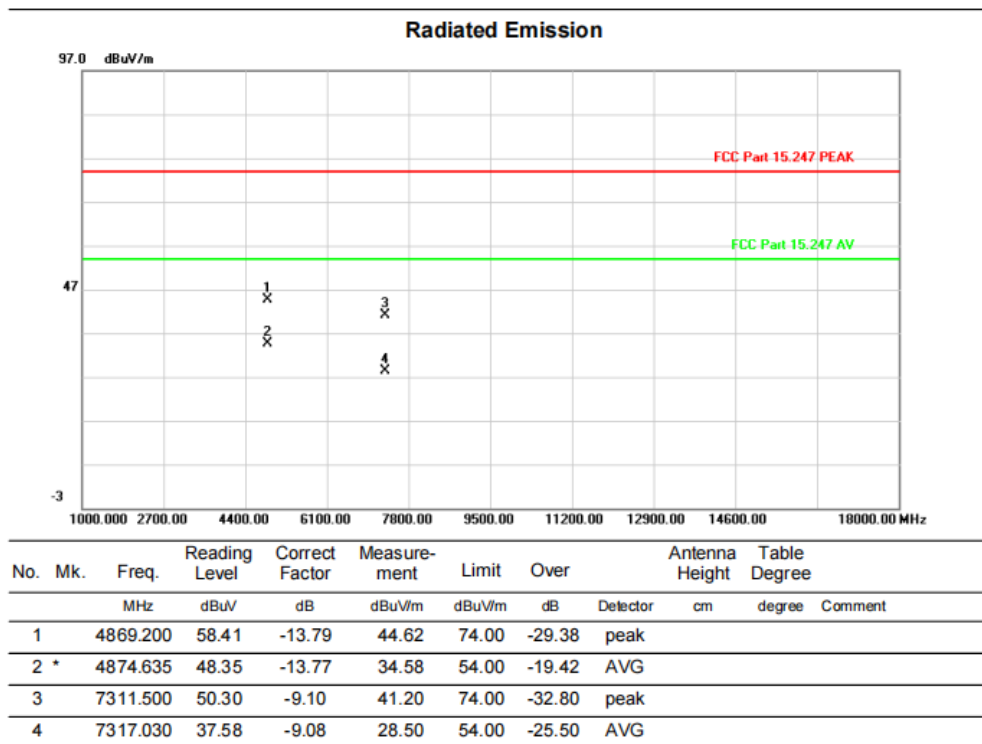 Radiated Emission
97.0 dBuV/m
FCC Part 15.247 PEAK
FCC Part 15.247 AV
47
1
3
2
4
-3
1000.000 2700.00 4400.00 6100.00 7800.00 9500.00 11200.00 12900.00 14600.00 18000.00 MHz
No. Mk. Freq. Reading Level Correct Factor Measure-ment Limit Over Antenna Height Table Degree
MHz dBuV dB dBuV/m dBuV/m dB Detector cm degree Comment
1 4869.200 58.41 -13.79 44.62 74.00 -29.38 peak
2 * 4874.635 48.35 -13.77 34.58 54.00 -19.42 AVG
3 7311.500 50.30 -9.10 41.20 74.00 -32.80 peak
4 7317.030 37.58 -9.08 28.50 54.00 -25.50 AVG